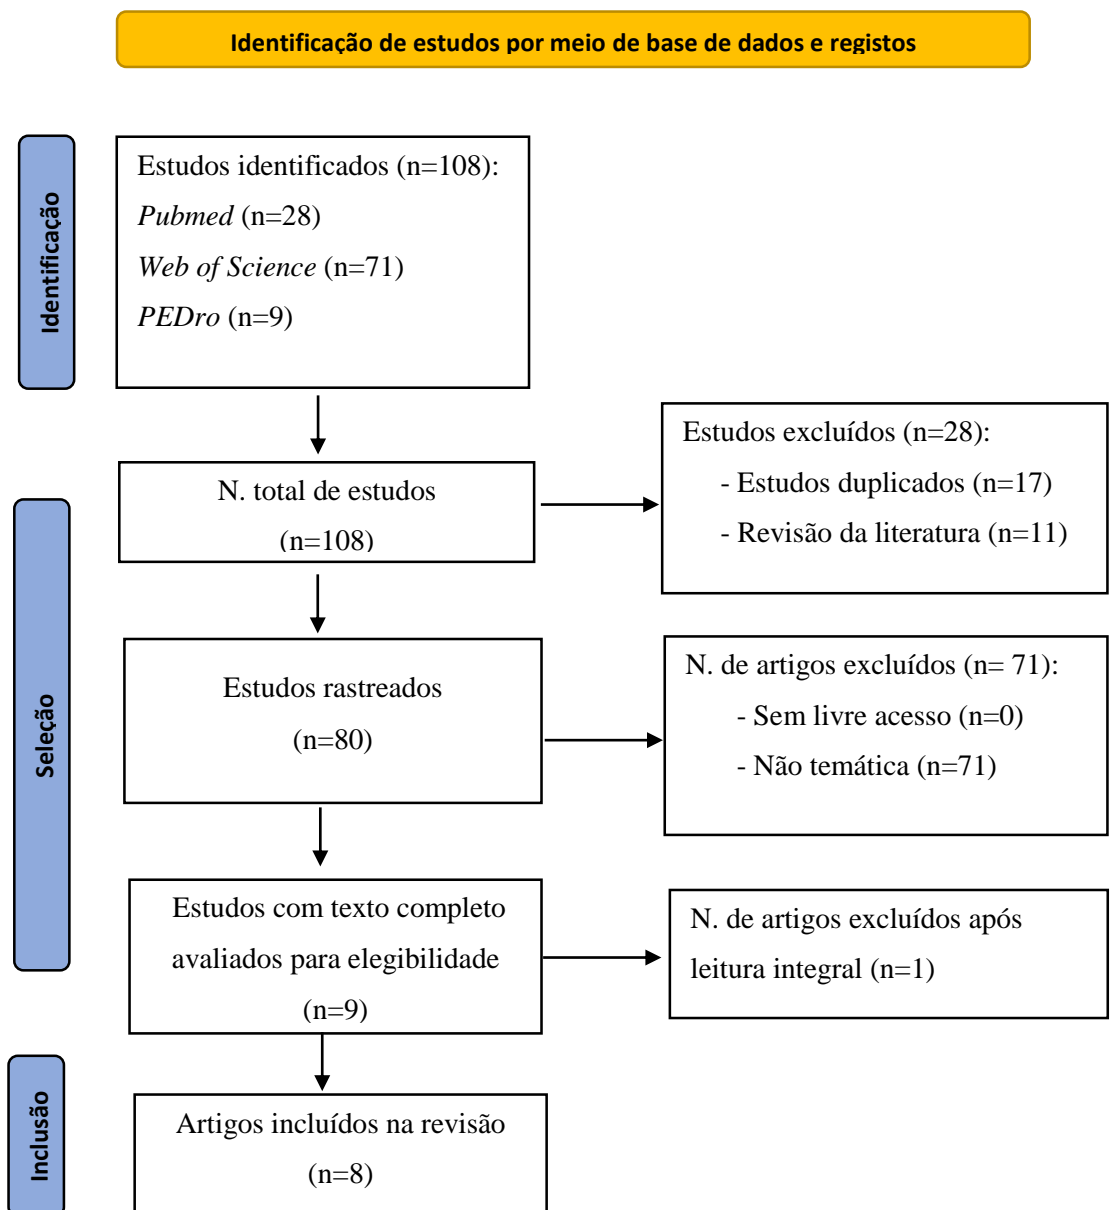 Identificação de estudos por meio de base de dados e registos
Identificação
Estudos identificados (n=108):
Pubmed (n=28)
Web of Science (n=71)
PEDro (n=9)
Estudos excluídos (n=28):
- Estudos duplicados (n=17)
- Revisão da literatura (n=11)
N. total de estudos
(n=108)
Seleção
Estudos rastreados
(n=80)
N. de artigos excluídos (n= 71):
- Sem livre acesso (n=0)
- Não temática (n=71)
Estudos com texto completo
avaliados para elegibilidade
(n=9)
N. de artigos excluídos após
leitura integral (n=1)
Inclusão
Artigos incluídos na revisão
(n=8)